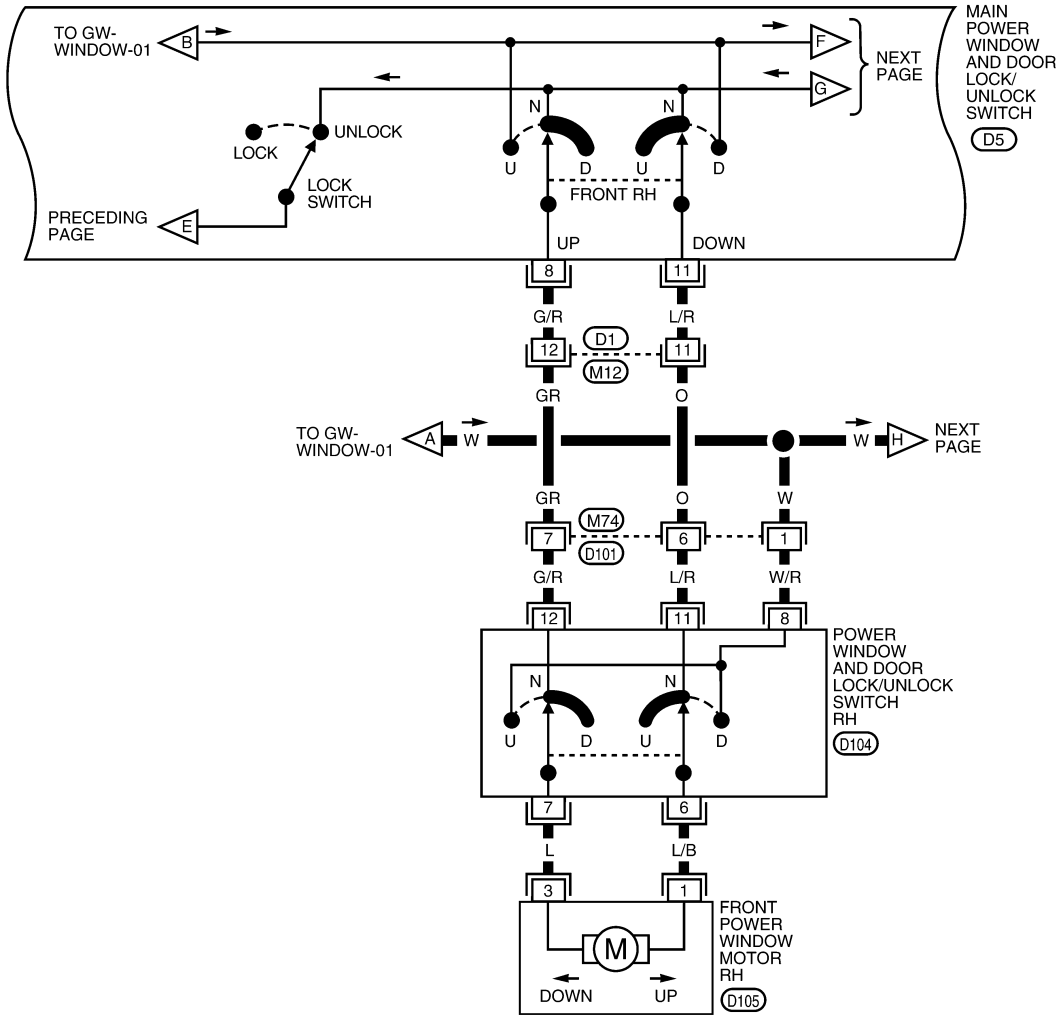 TO GW-
WINDOW-01
B
F
G
NEXT
PAGE
MAIN
POWER
WINDOW
AND DOOR
LOCK/
UNLOCK
SWITCH
D5
N
N
LOCK
UNLOCK
U
D
U
D
LOCK
SWITCH
FRONT RH
PRECEDING
PAGE
E
UP
DOWN
8
11
G/R
L/R
12
D1
11
M12
GR
O
TO GW-
WINDOW-01
A
W
W
H
NEXT
PAGE
GR
O
W
7
M74
6
1
D101
G/R
L/R
W/R
12
11
8
POWER
WINDOW
AND DOOR
LOCK/UNLOCK
SWITCH
RH
D104
N
N
U
D
U
D
7
6
L
L/B
3
1
FRONT
POWER
WINDOW
MOTOR
RH
D105
M
DOWN
UP